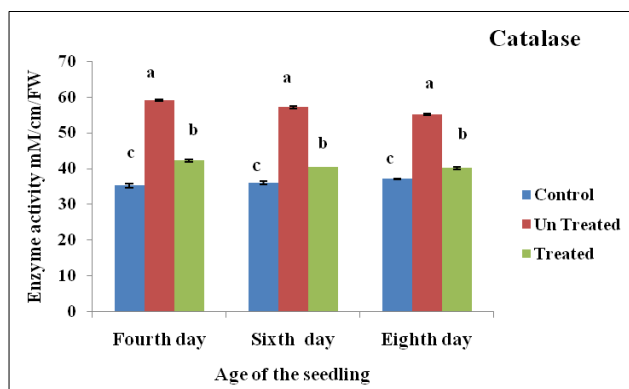 Catalase
Enzyme activity mM/cm/FW
70
60
50
40
30
20
10
0
a
a
a
b
b
b
c
c
c
Control
Un Treated
Treated
Fourth day
Sixth day
Eighth day
Age of the seedling